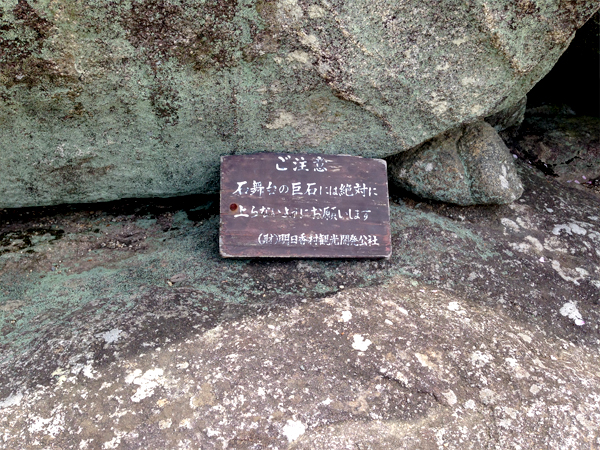 ご注意
石舞台の巨石には絶対に
上らないようにお願いします
(財)明日香村観光開発公社